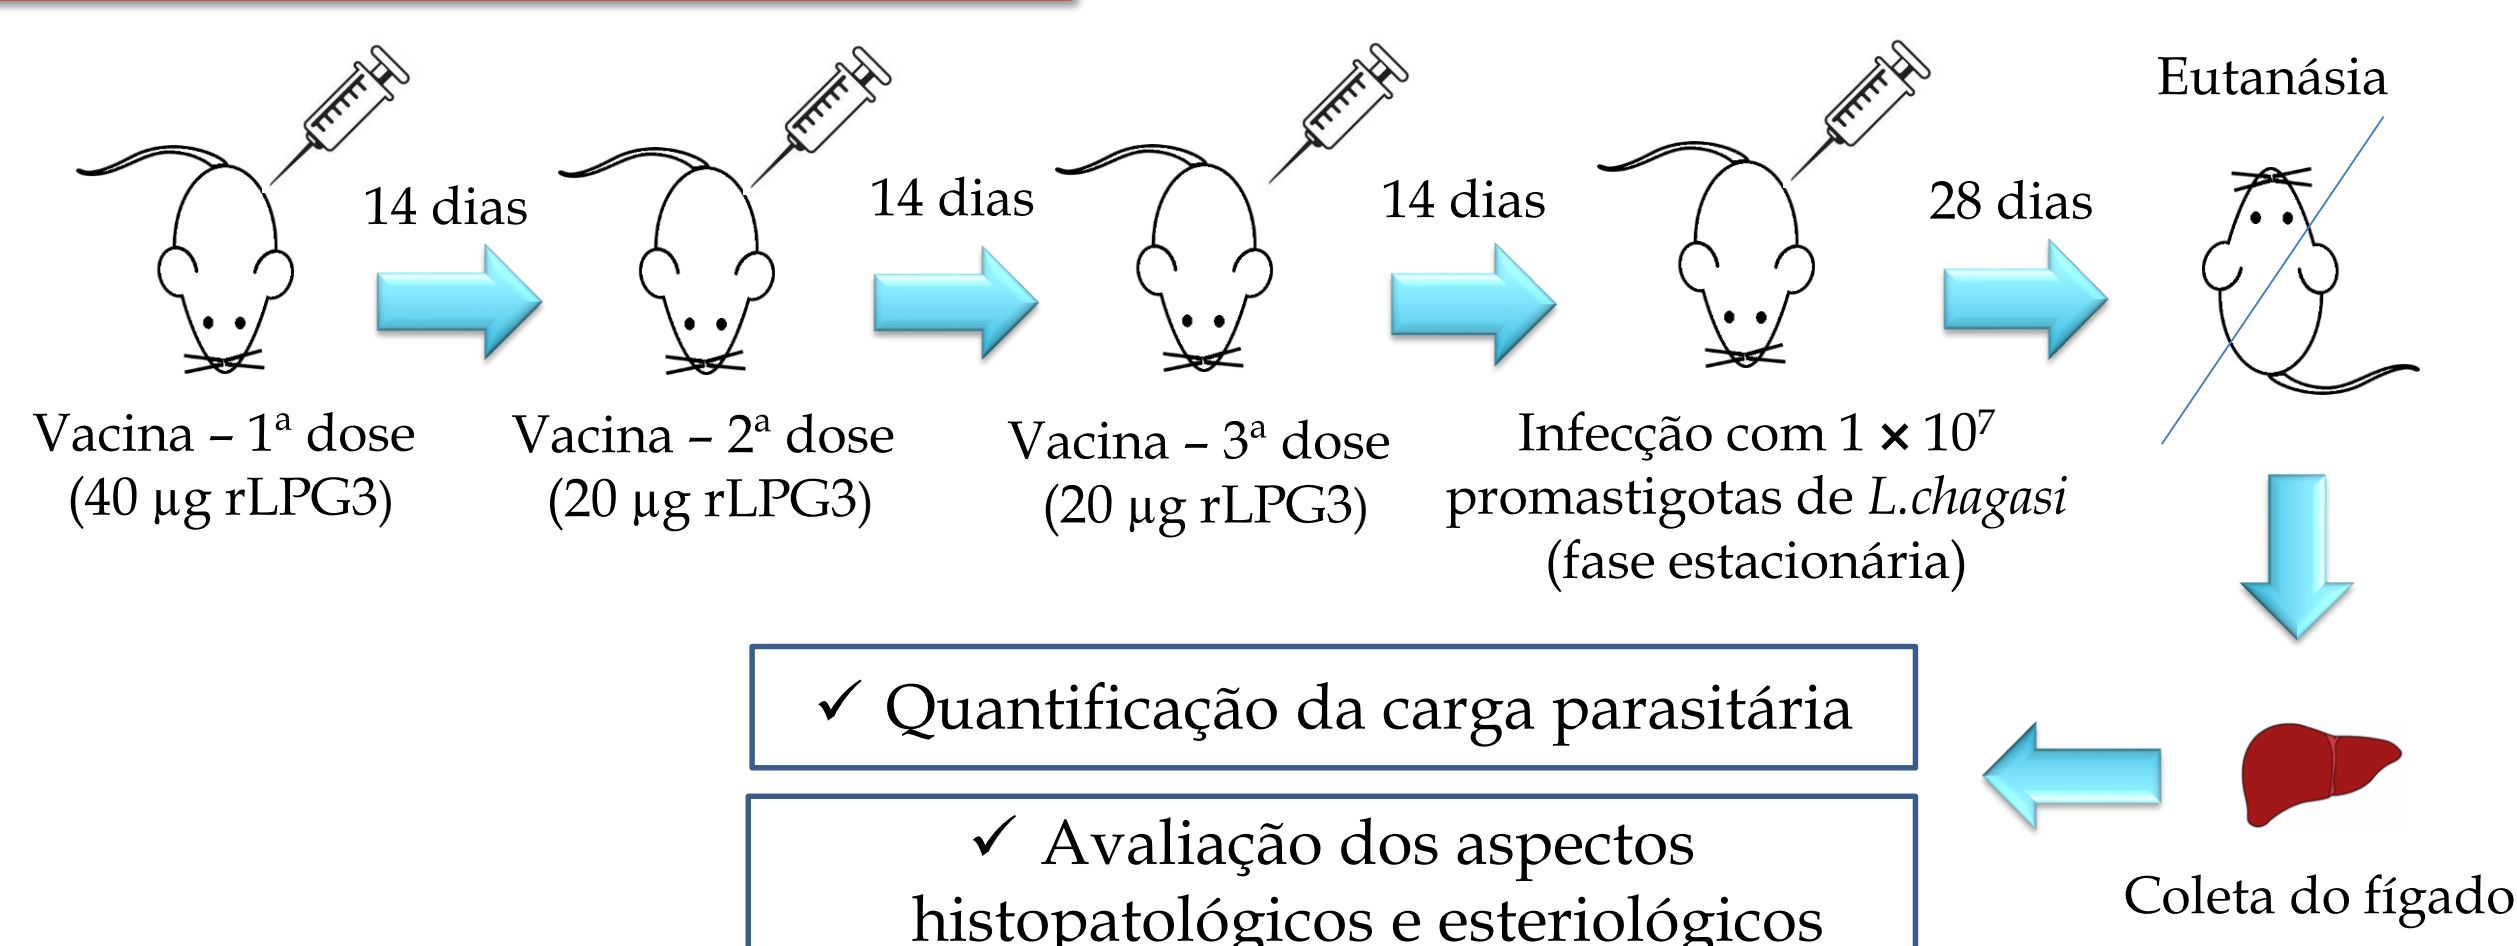 Eutanásia
14 dias
14 dias
14 dias
28 dias
Vacina – 1ª dose
(40 µg rLPG3)
Vacina – 2ª dose
(20 µg rLPG3)
Vacina – 3ª dose
(20 µg rLPG3)
Infecção com 1 × 10⁷
promastigotas de L.chagasi
(fase estacionária)
✓ Quantificação da carga parasitária
✓ Avaliação dos aspectos
histopatológicos e esteriológicos
Coleta do fígado